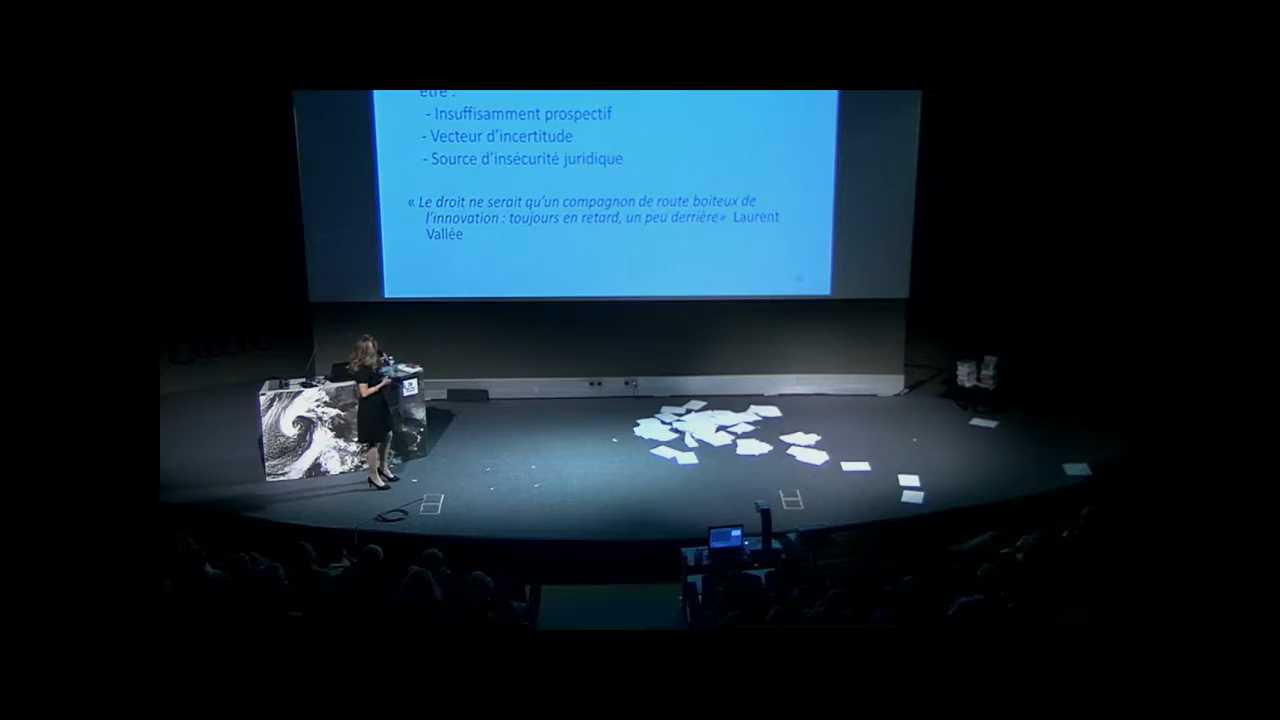 être :
- Insuffisamment prospectif
- Vecteur d'incertitude
- Source d'insécurité juridique
« Le droit ne serait qu'un compagnon de route boiteux de
l'innovation : toujours en retard, un peu derrière» Laurent
Vallée